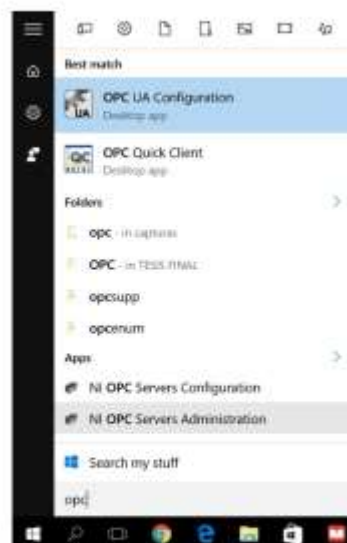 Best match
OPC UA Configuration
Desktop app
OPC Quick Client
Desktop app
Folders
opc - in capturas
OPC - in TESIS FINAL
opcsupp
opcenum
Apps
NI OPC Servers Configuration
NI OPC Servers Administration
Search my stuff
opc